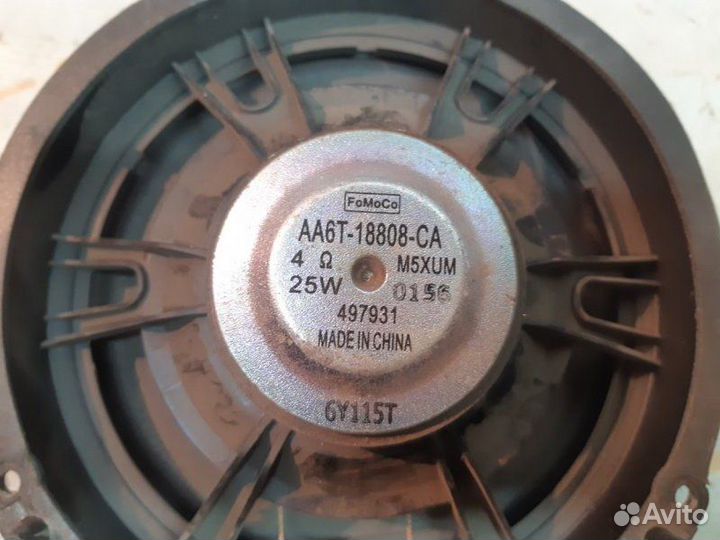 FoMoCo
AA6T-18808-CA
4 Ω M5XUM
25W 0156
497931
MADE IN CHINA
6Y115T
Avito